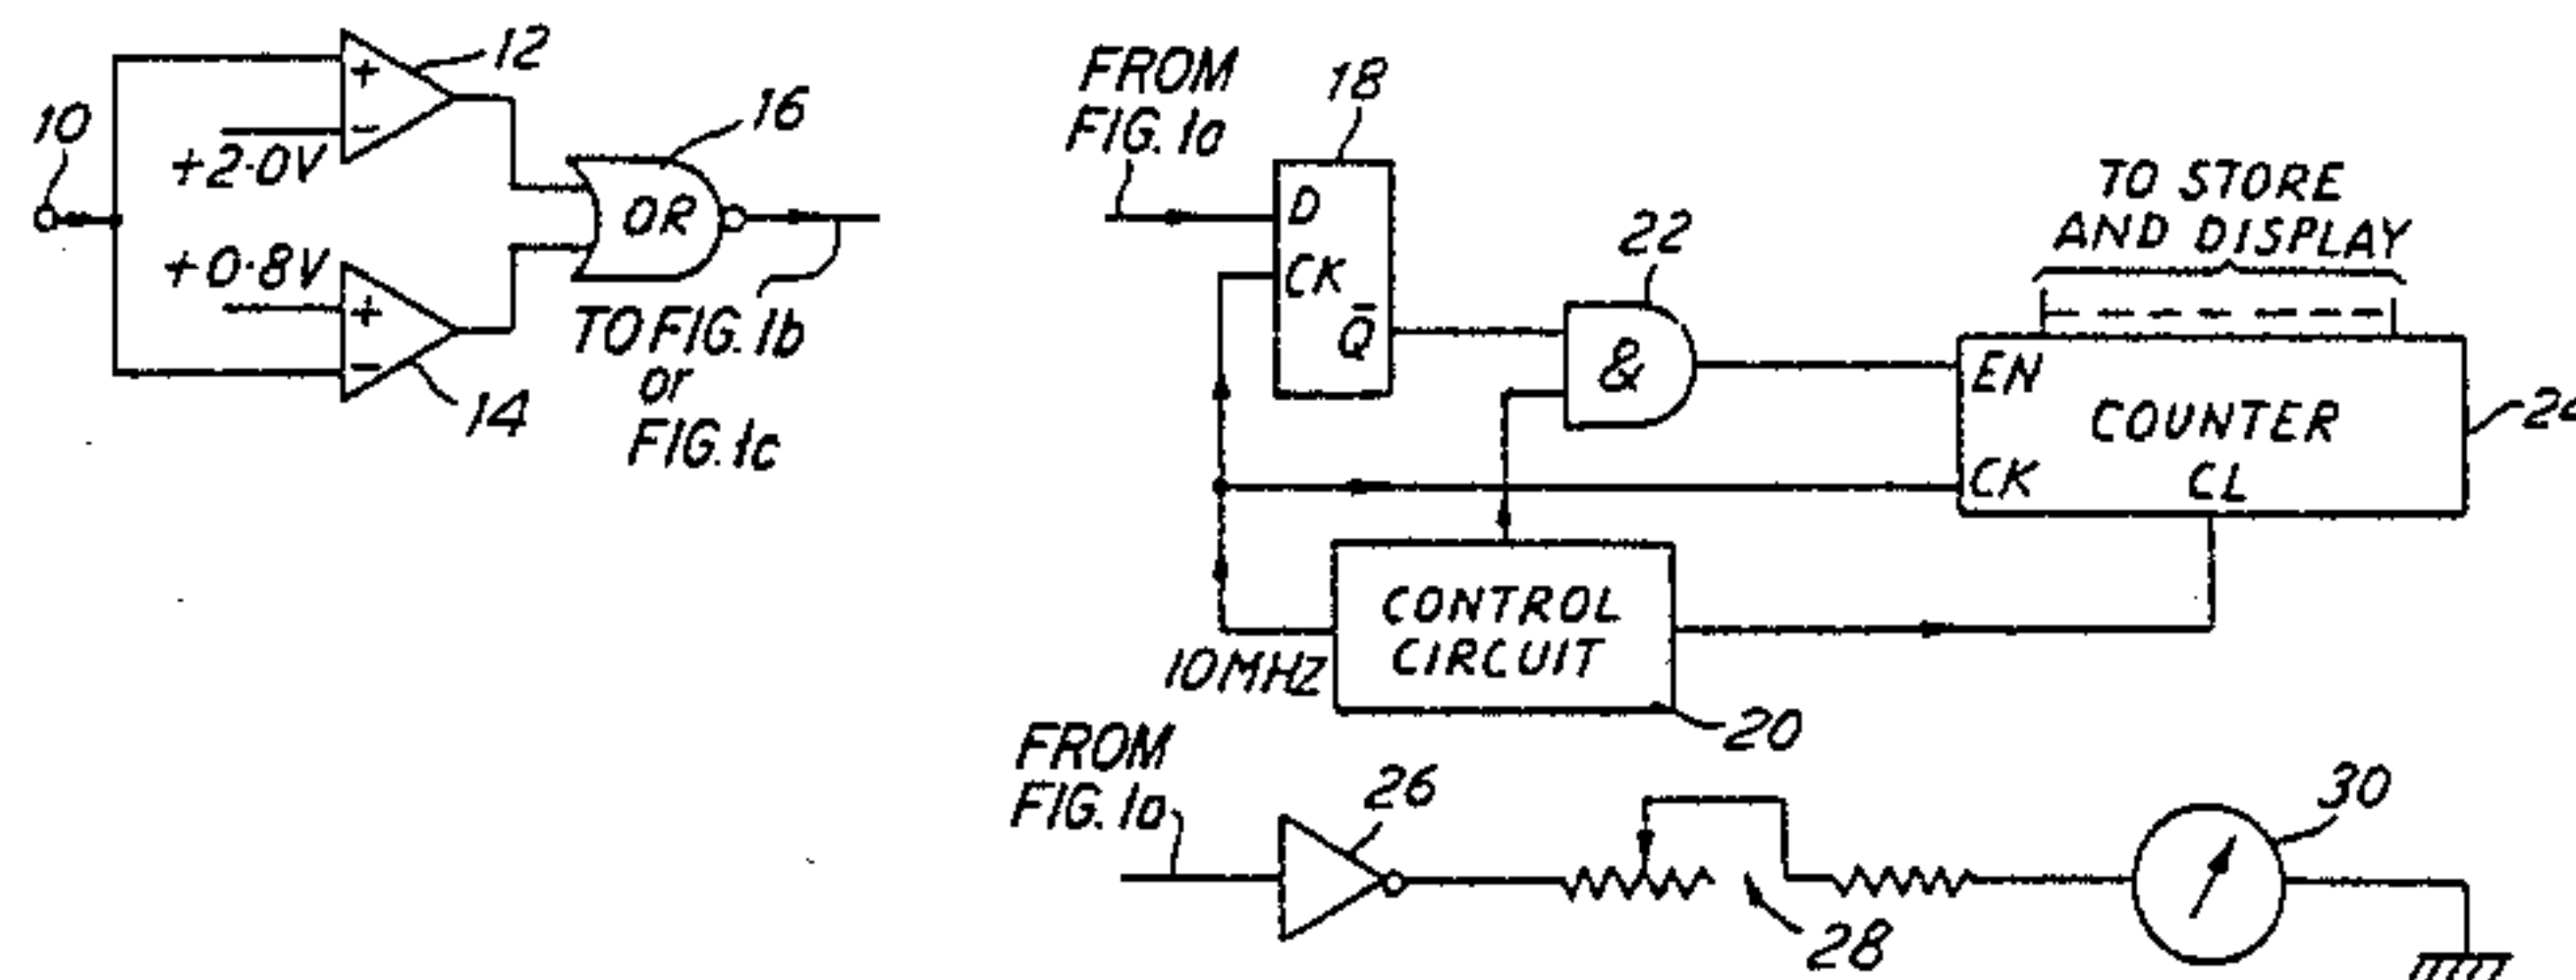 10
12
+
−
+2·0V
+0·8V
+
−
14
16
OR
TO FIG. 1b
or
FIG. 1c
FROM
FIG. 1a
18
D
CK
Q̄
22
&
TO STORE
AND DISPLAY
EN
COUNTER
CK
CL
10MHZ
CONTROL
CIRCUIT
20
FROM
FIG. 1a
26
28
30